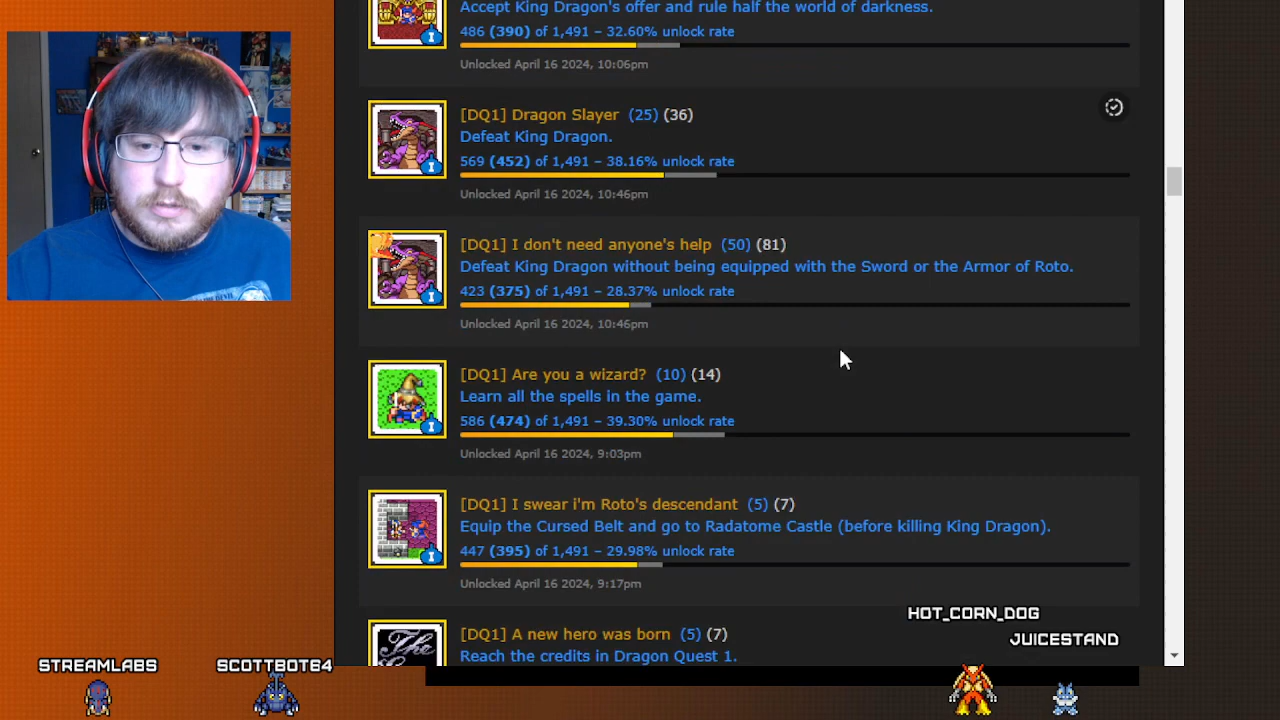 Accept King Dragon's offer and rule half the world of darkness.
486 (390) of 1,491 – 32.60% unlock rate
Unlocked April 16 2024, 10:06pm
[DQ1] Dragon Slayer (25) (36)
Defeat King Dragon.
569 (452) of 1,491 – 38.16% unlock rate
Unlocked April 16 2024, 10:46pm
[DQ1] I don't need anyone's help (50) (81)
Defeat King Dragon without being equipped with the Sword or the Armor of Roto.
423 (375) of 1,491 – 28.37% unlock rate
Unlocked April 16 2024, 10:46pm
[DQ1] Are you a wizard? (10) (14)
Learn all the spells in the game.
586 (474) of 1,491 – 39.30% unlock rate
Unlocked April 16 2024, 9:03pm
[DQ1] I swear i'm Roto's descendant (5) (7)
Equip the Cursed Belt and go to Radatome Castle (before killing King Dragon).
447 (395) of 1,491 – 29.98% unlock rate
Unlocked April 16 2024, 9:17pm
[DQ1] A new hero was born (5) (7)
Reach the credits in Dragon Quest 1.
The
HOT_CORN_DOG
JUICESTAND
STREAMLABS
SCOTTBOT64